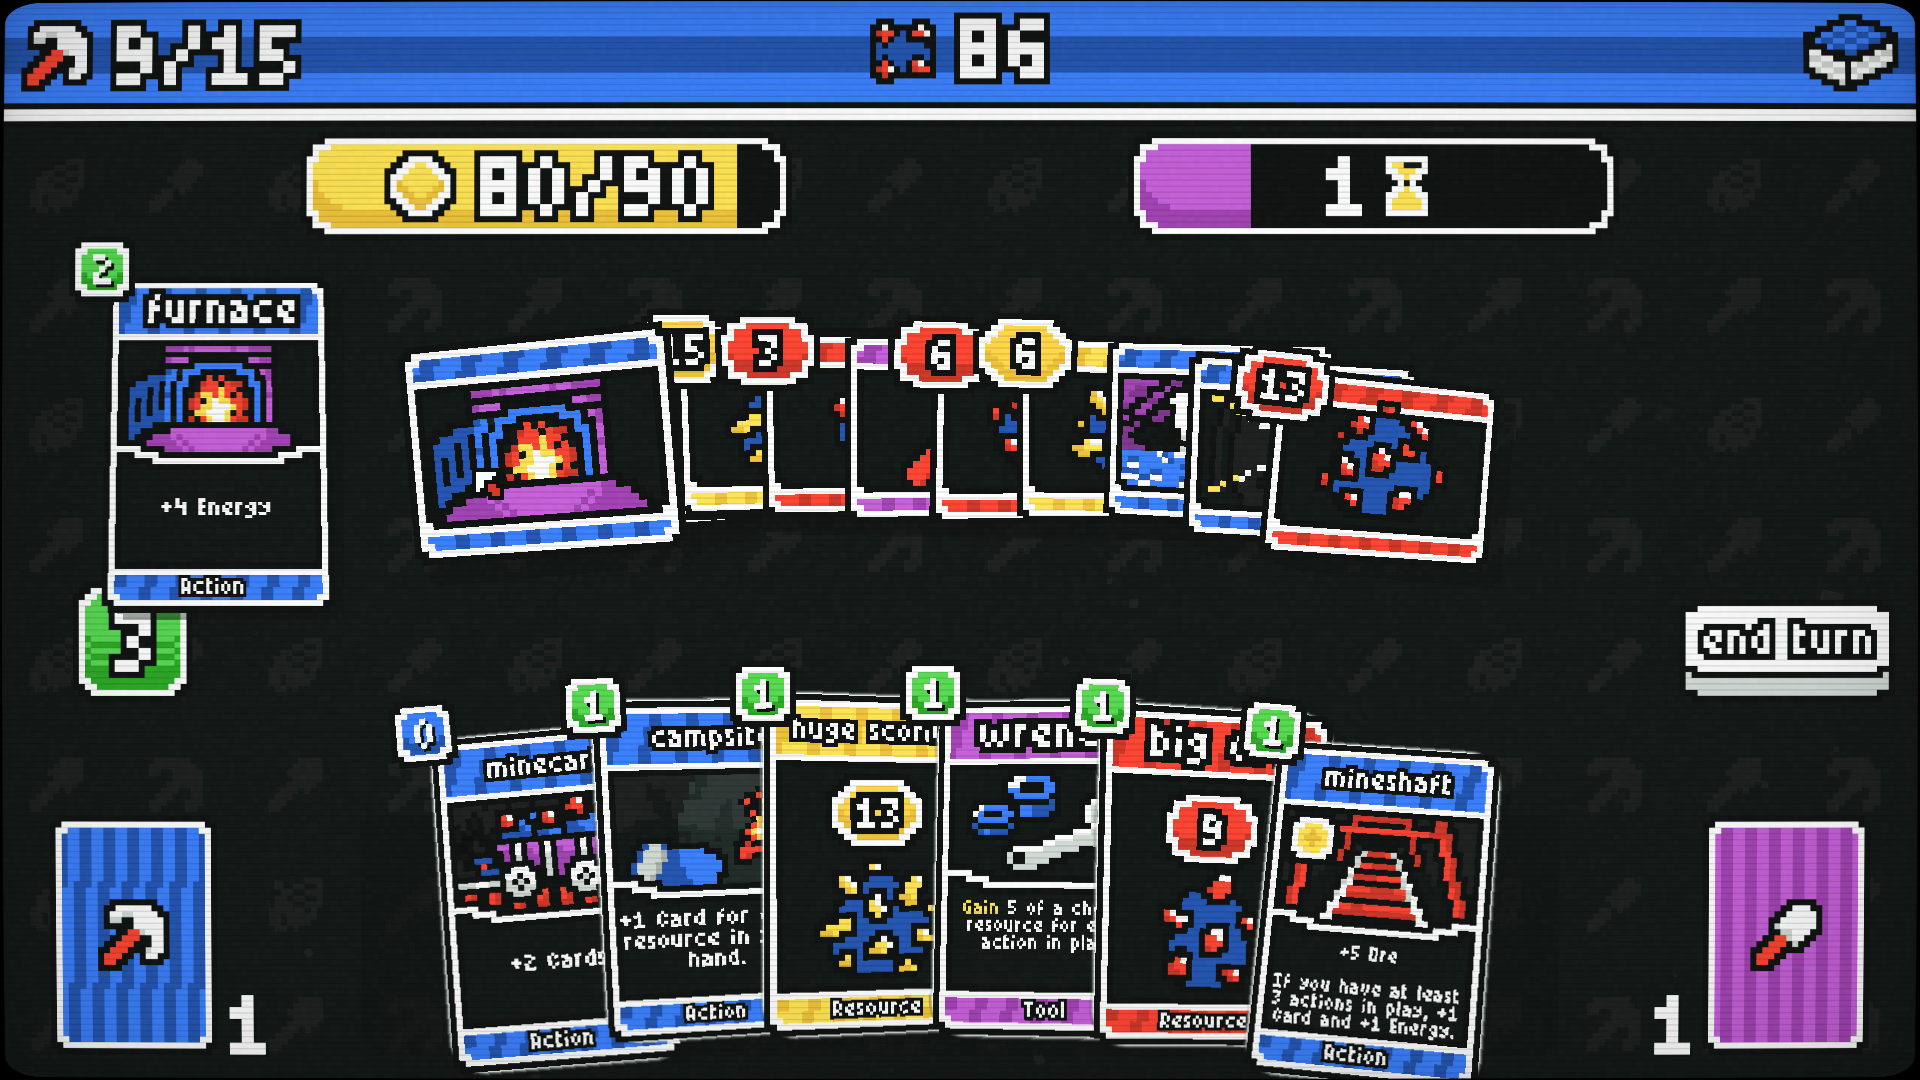 9/15
86
80/90
1
2
furnace
+4 Energy
Action
15
3
6
6
13
3
end turn
0
minecar
+2 Cards
Action
1
campsit
+1 Card for
resource in
hand.
Action
1
huge scorn
13
Resource
1
wren
Gain 5 of a ch
resource for e
action in pla
Tool
1
big
9
Resource
1
mineshaft
+5 Ore
If you have at least
3 actions in play, +1
card and +1 Energy.
Action
1
1